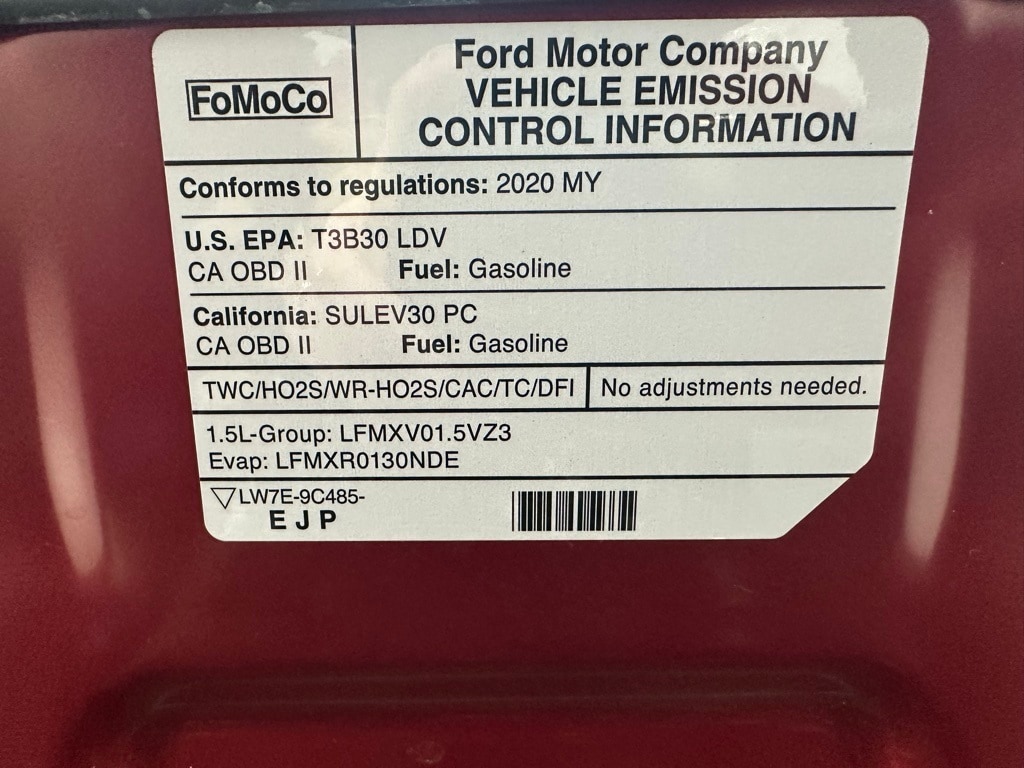 FoMoCo
Ford Motor Company
VEHICLE EMISSION
CONTROL INFORMATION
Conforms to regulations: 2020 MY
U.S. EPA: T3B30 LDV
CA OBD II Fuel: Gasoline
California: SULEV30 PC
CA OBD II Fuel: Gasoline
TWC/HO2S/WR-HO2S/CAC/TC/DFI No adjustments needed.
1.5L-Group: LFMXV01.5VZ3
Evap: LFMXR0130NDE
▽LW7E-9C485-
E J P